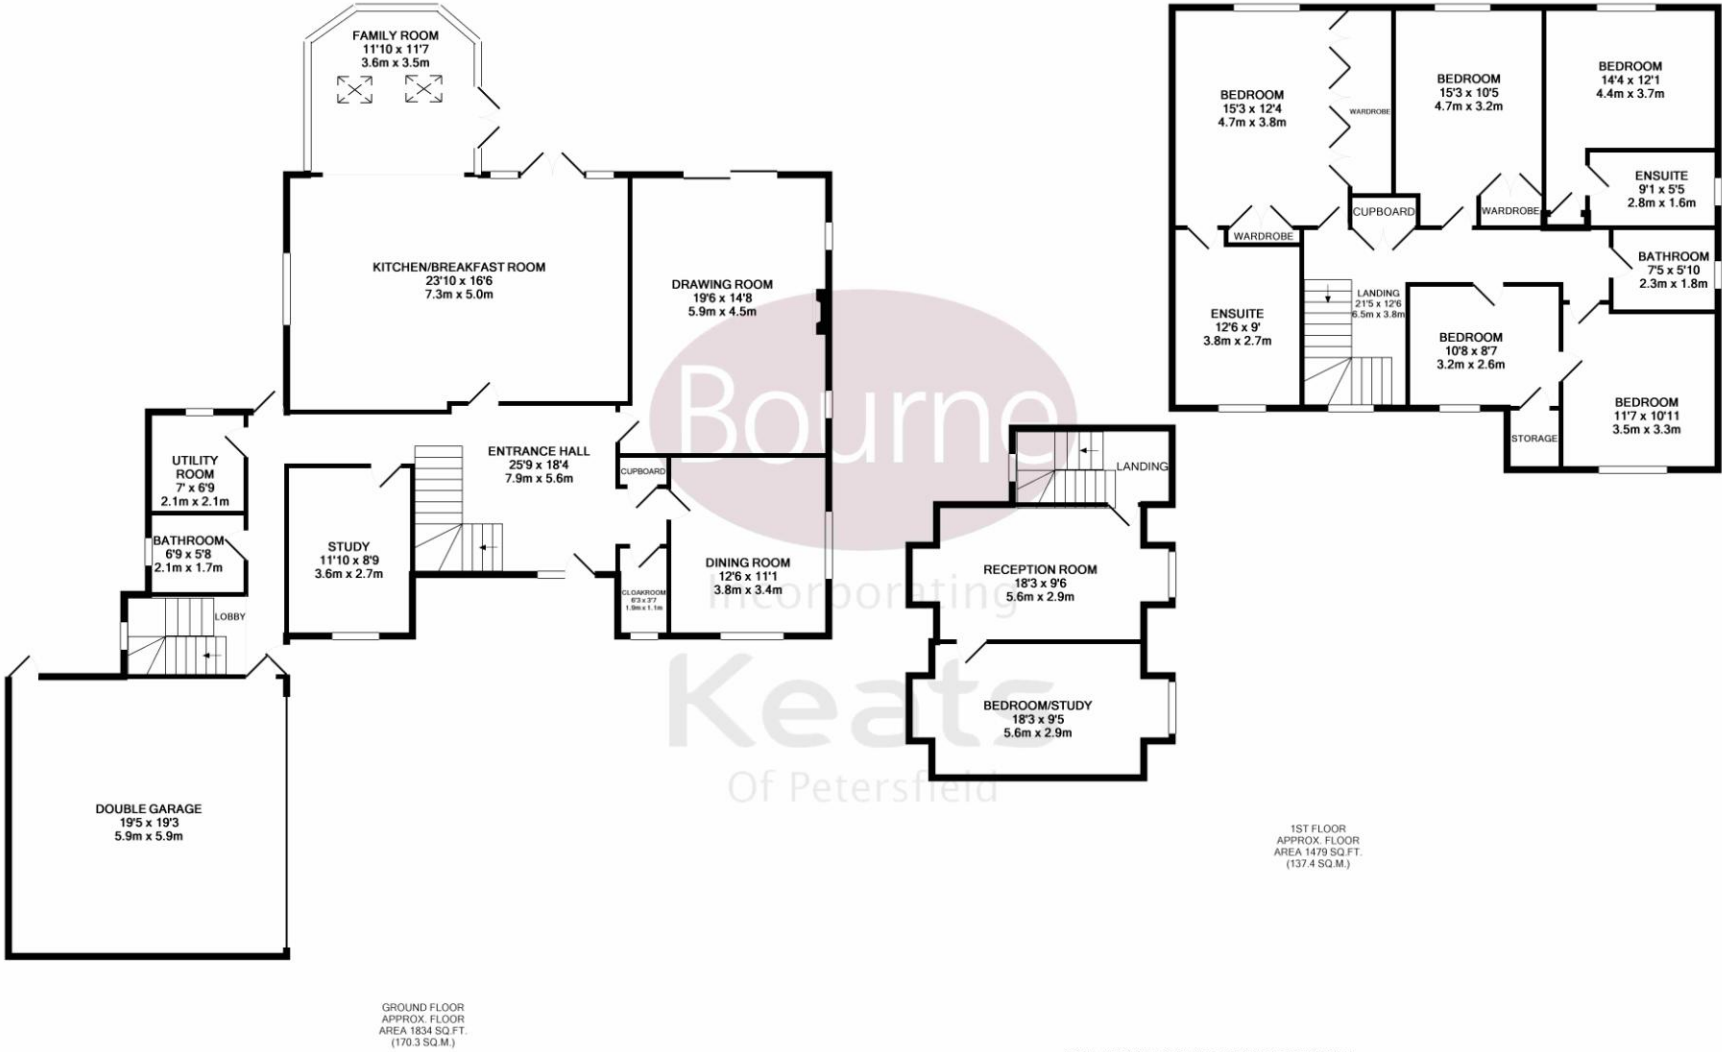 FAMILY ROOM
11'10 x 11'7
3.6m x 3.5m
KITCHEN/BREAKFAST ROOM
23'10 x 16'6
7.3m x 5.0m
DRAWING ROOM
19'6 x 14'8
5.9m x 4.5m
ENTRANCE HALL
25'9 x 18'4
7.9m x 5.6m
CUPBOARD
UTILITY
ROOM
7' x 6'9
2.1m x 2.1m
BATHROOM
6'9 x 5'8
2.1m x 1.7m
STUDY
11'10 x 8'9
3.6m x 2.7m
DINING ROOM
12'6 x 11'1
3.8m x 3.4m
CLOAKROOM
6'3 x 3'7
1.9m x 1.1m
LOBBY
DOUBLE GARAGE
19'5 x 19'3
5.9m x 5.9m
GROUND FLOOR
APPROX. FLOOR
AREA 1834 SQ.FT.
(170.3 SQ.M.)
Bourne
Incorporating
Keats
Of Petersfield
LANDING
RECEPTION ROOM
18'3 x 9'6
5.6m x 2.9m
BEDROOM/STUDY
18'3 x 9'5
5.6m x 2.9m
BEDROOM
15'3 x 12'4
4.7m x 3.8m
WARDROBE
BEDROOM
15'3 x 10'5
4.7m x 3.2m
BEDROOM
14'4 x 12'1
4.4m x 3.7m
ENSUITE
9'1 x 5'5
2.8m x 1.6m
CUPBOARD
WARDROBE
WARDROBE
BATHROOM
7'5 x 5'10
2.3m x 1.8m
LANDING
21'5 x 12'6
6.5m x 3.8m
ENSUITE
12'6 x 9'
3.8m x 2.7m
BEDROOM
10'8 x 8'7
3.2m x 2.6m
BEDROOM
11'7 x 10'11
3.5m x 3.3m
STORAGE
1ST FLOOR
APPROX. FLOOR
AREA 1479 SQ.FT.
(137.4 SQ.M.)